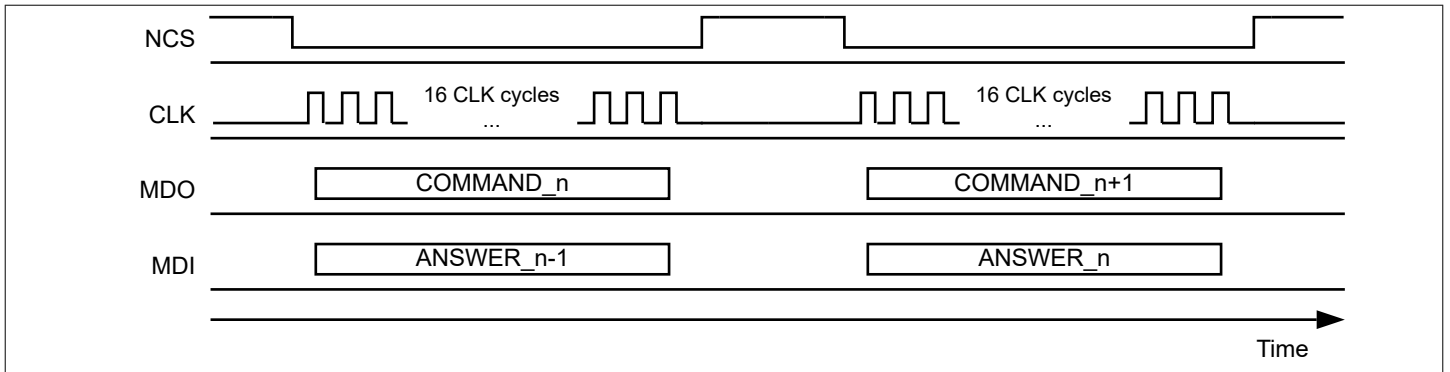 NCS
CLK
16 CLK cycles
...
16 CLK cycles
...
MDO
COMMAND_n
COMMAND_n+1
MDI
ANSWER_n-1
ANSWER_n
Time